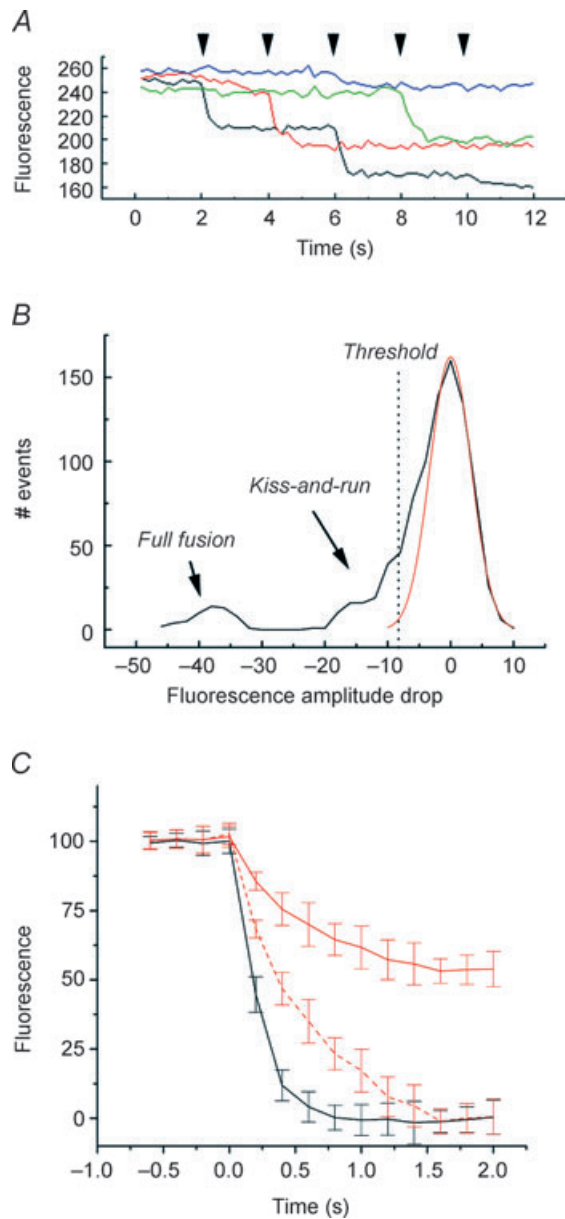 A
Fluorescence
260
240
220
200
180
160
0 2 4 6 8 10 12
Time (s)
B
# events
150
100
50
0
Threshold
Kiss-and-run
Full fusion
−50 −40 −30 −20 −10 0 10
Fluorescence amplitude drop
C
Fluorescence
100
75
50
25
0
−1.0 −0.5 0.0 0.5 1.0 1.5 2.0
Time (s)